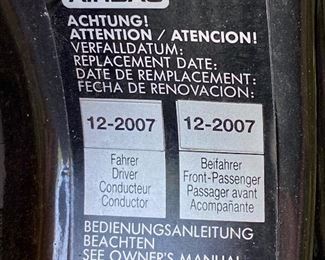 AIRBAG
ACHTUNG!
ATTENTION / ATENCION!
VERFALLDATUM:
REPLACEMENT DATE:
DATE DE REMPLACEMENT:
FECHA DE RENOVACION:
12-2007 12-2007
Fahrer Beifahrer
Driver Front-Passenger
Conducteur Passager avant
Conductor Acompañante
BEDIENUNGSANLEITUNG
BEACHTEN
SEE OWNER'S MANUAL